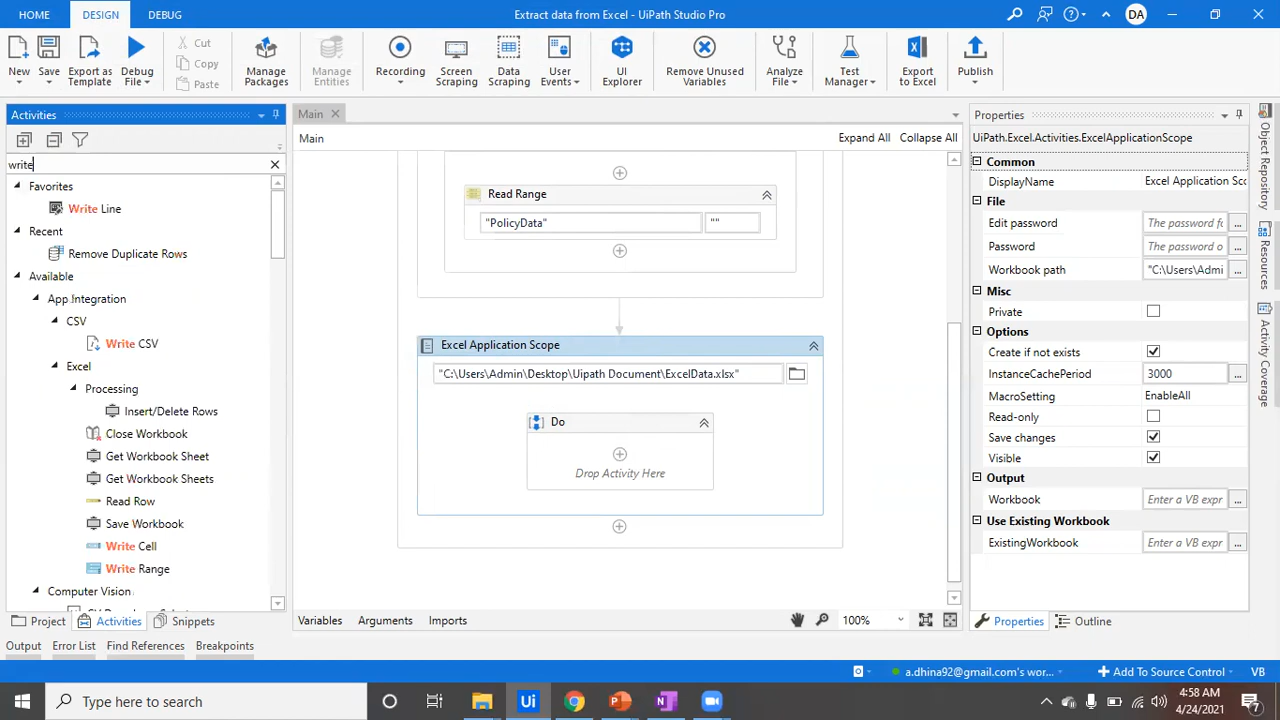 HOME
DESIGN
DEBUG
Extract data from Excel - UiPath Studio Pro
DA
New
Save
Export as Template
Debug File
Cut
Copy
Paste
Manage Packages
Manage Entities
Recording
Screen Scraping
Data Scraping
User Events
UI Explorer
Remove Unused Variables
Analyze File
Test Manager
Export to Excel
Publish
Activities
write
Favorites
Write Line
Recent
Remove Duplicate Rows
Available
App Integration
CSV
Write CSV
Excel
Processing
Insert/Delete Rows
Close Workbook
Get Workbook Sheet
Get Workbook Sheets
Read Row
Save Workbook
Write Cell
Write Range
Computer Vision
Project
Activities
Snippets
Main
Main
Expand All
Collapse All
Read Range
"PolicyData"
""
Excel Application Scope
"C:\Users\Admin\Desktop\Uipath Document\ExcelData.xlsx"
Do
Drop Activity Here
Variables
Arguments
Imports
100%
Properties
UiPath.Excel.Activities.ExcelApplicationScope
Common
DisplayName Excel Application Sco
File
Edit password The password fo ...
Password The password o ...
Workbook path "C:\Users\Admi ...
Misc
Private
Options
Create if not exists
InstanceCachePeriod 3000 ...
MacroSetting EnableAll
Read-only
Save changes
Visible
Output
Workbook Enter a VB expr ...
Use Existing Workbook
ExistingWorkbook Enter a VB expr ...
Properties
Outline
Object Repository
Resources
Activity Coverage
Output
Error List
Find References
Breakpoints
a.dhina92@gmail.com's wor...
Add To Source Control
VB
Type here to search
Ui
4:58 AM
4/24/2021
7